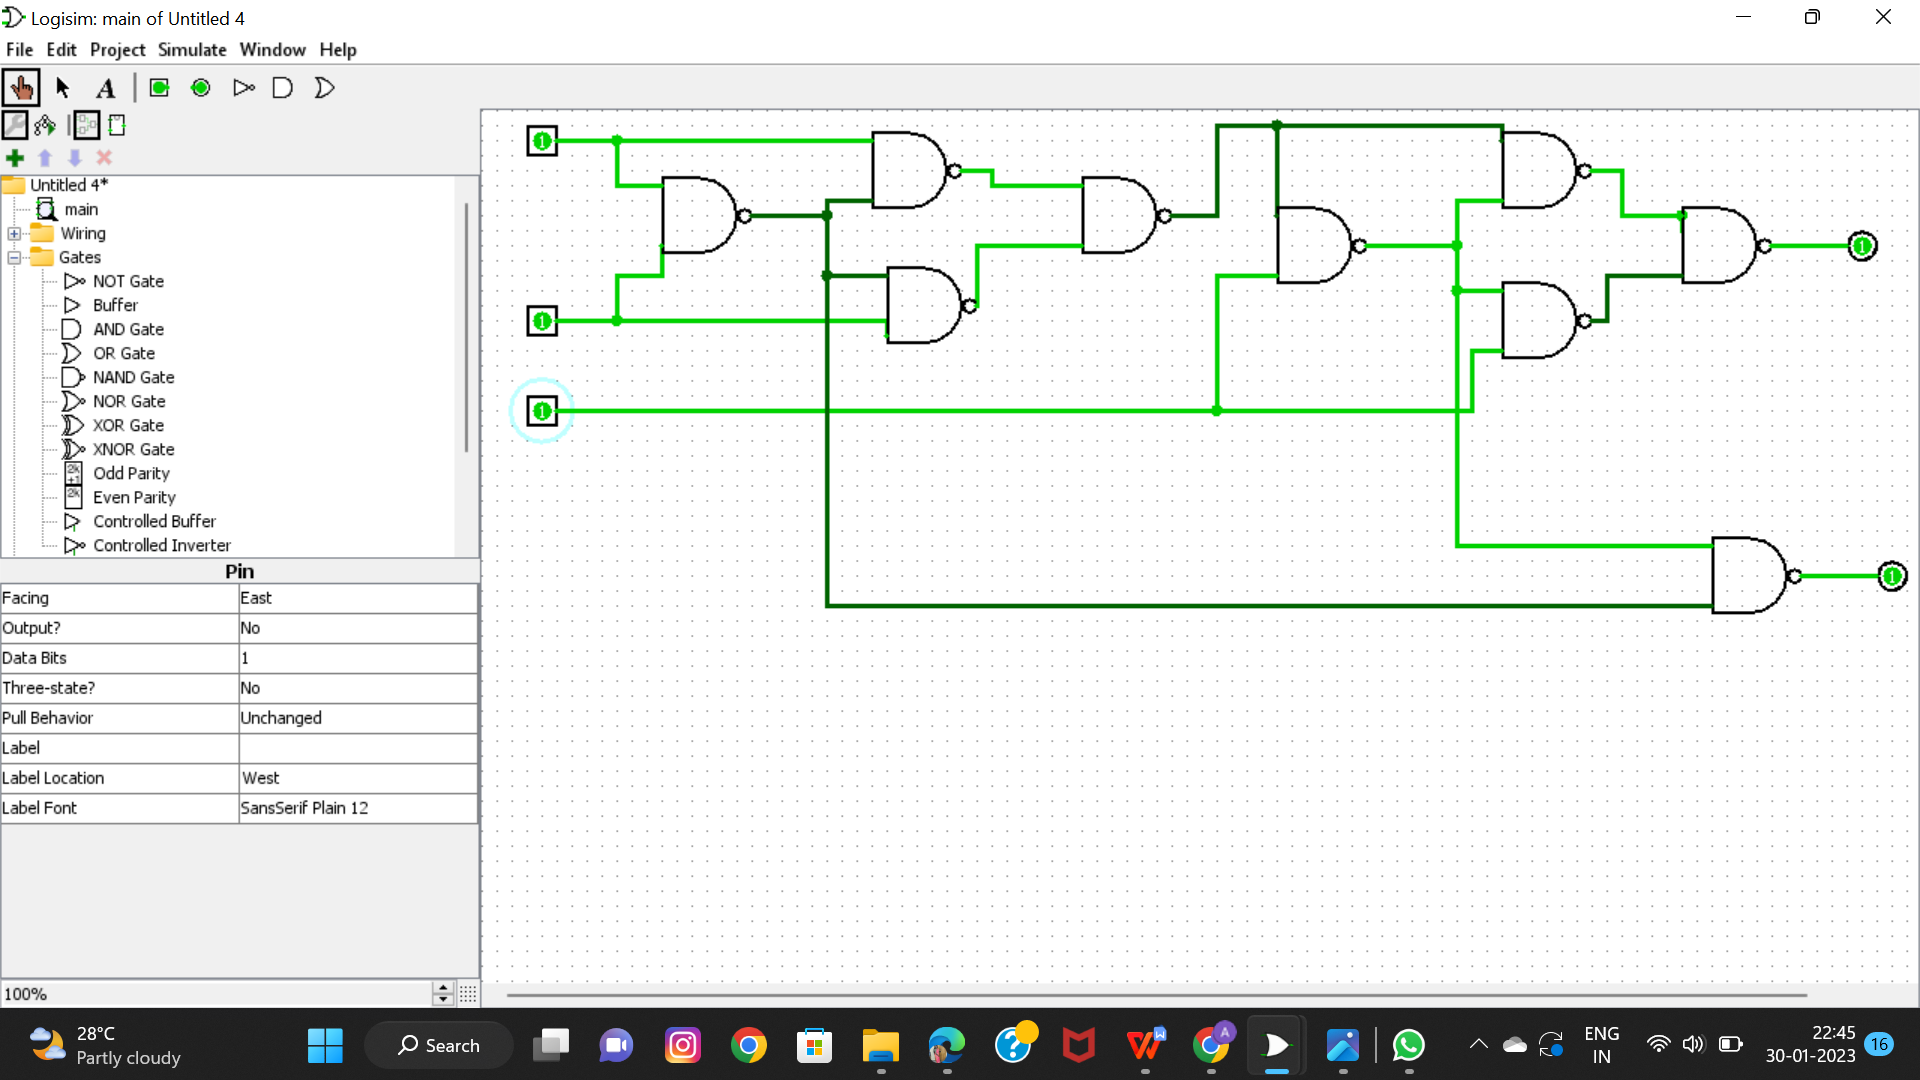 Logisim: main of Untitled 4
File Edit Project Simulate Window Help
A
Untitled 4*
main
Wiring
Gates
NOT Gate
Buffer
AND Gate
OR Gate
NAND Gate
NOR Gate
XOR Gate
XNOR Gate
2k
+1
Odd Parity
2k
Even Parity
Controlled Buffer
Controlled Inverter
Pin
Facing East
Output? No
Data Bits 1
Three-state? No
Pull Behavior Unchanged
Label
Label Location West
Label Font SansSerif Plain 12
100%
1
1
1
1
1
28°C
Partly cloudy
Search
W
A
ENG
IN
22:45
30-01-2023
16